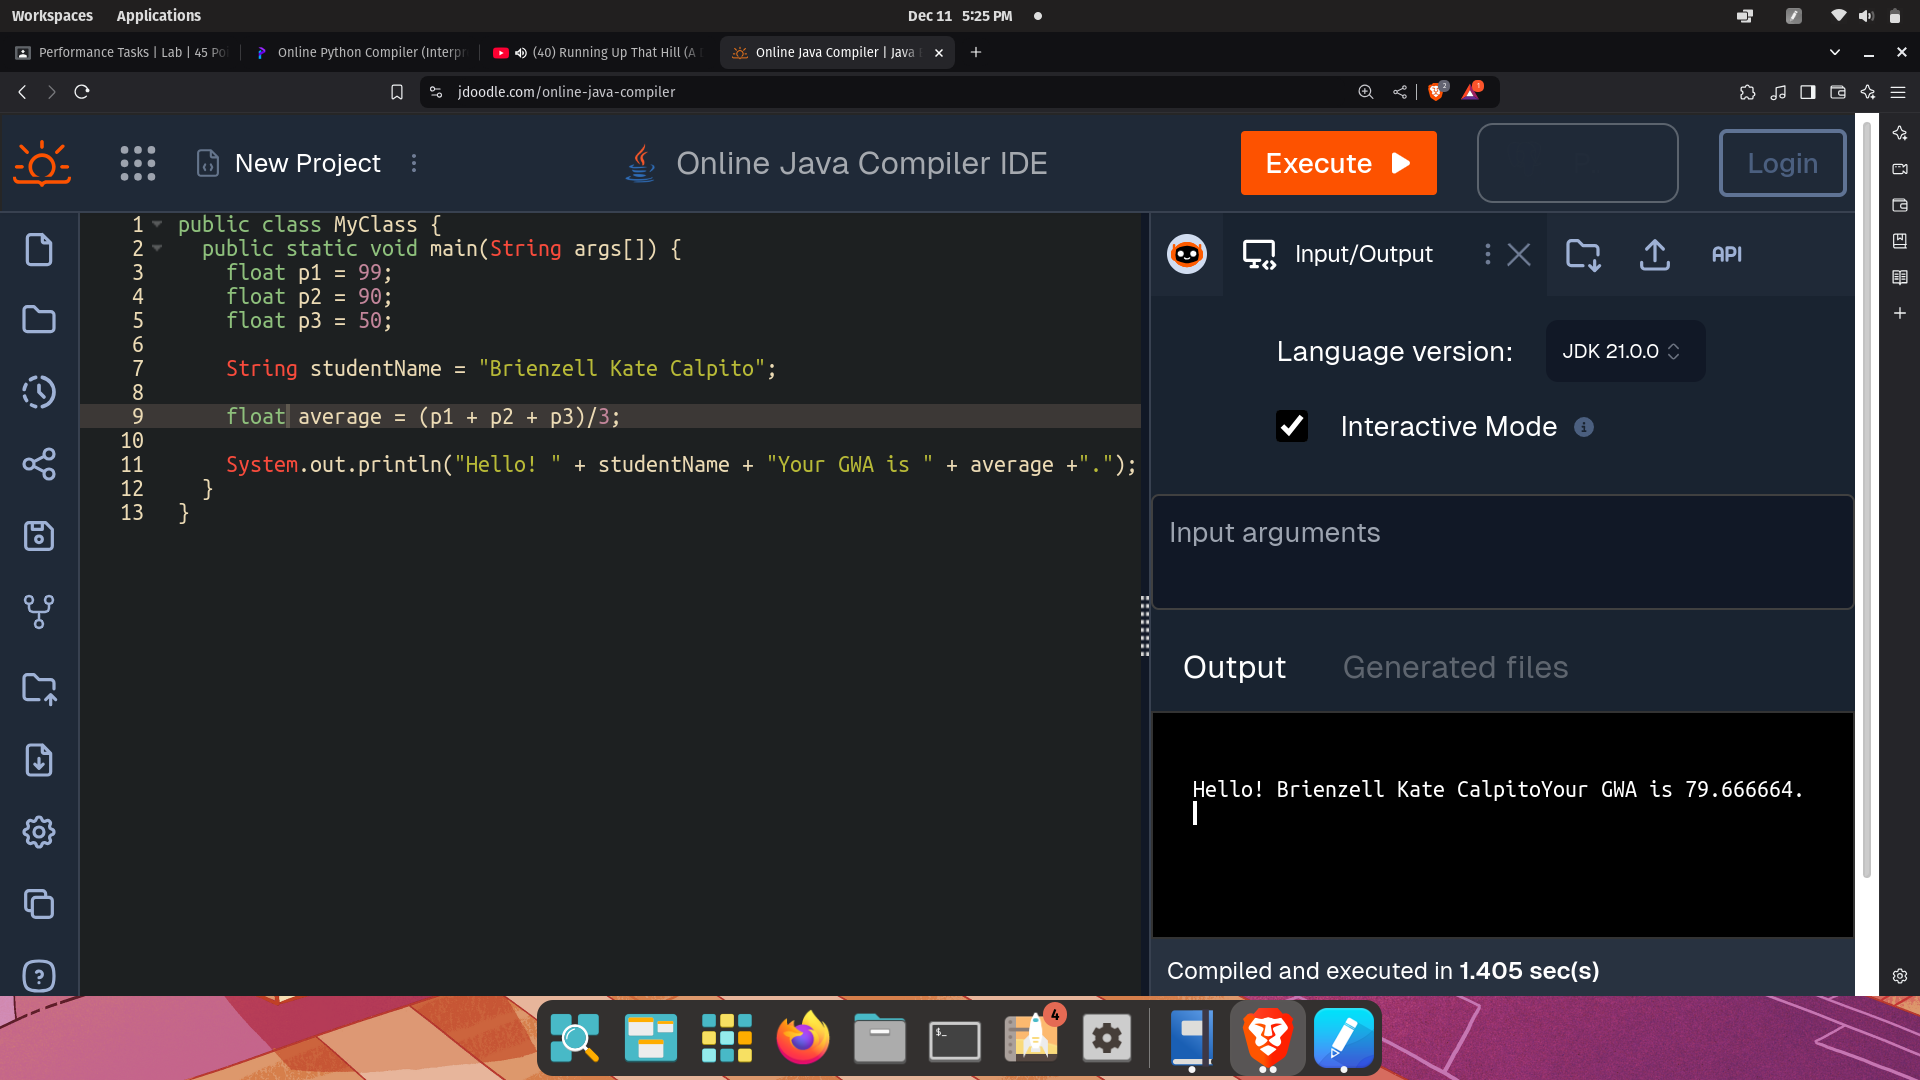 Workspaces Applications Dec 11 5:25 PM
Performance Tasks | Lab | 45 Po Online Python Compiler (Interpr (40) Running Up That Hill (A Online Java Compiler | Java
jdoodle.com/online-java-compiler 2 1
New Project Online Java Compiler IDE Execute Login
1 public class MyClass {
2 public static void main(String args[]) {
3 float p1 = 99;
4 float p2 = 90;
5 float p3 = 50;
6
7 String studentName = "Brienzell Kate Calpito";
8
9 float average = (p1 + p2 + p3)/3;
10
11 System.out.println("Hello! " + studentName + "Your GWA is " + average +".");
12 }
13 }
Input/Output API
Language version: JDK 21.0.0
Interactive Mode
Input arguments
Output Generated files
Hello! Brienzell Kate CalpitoYour GWA is 79.666664.
Compiled and executed in 1.405 sec(s)
4